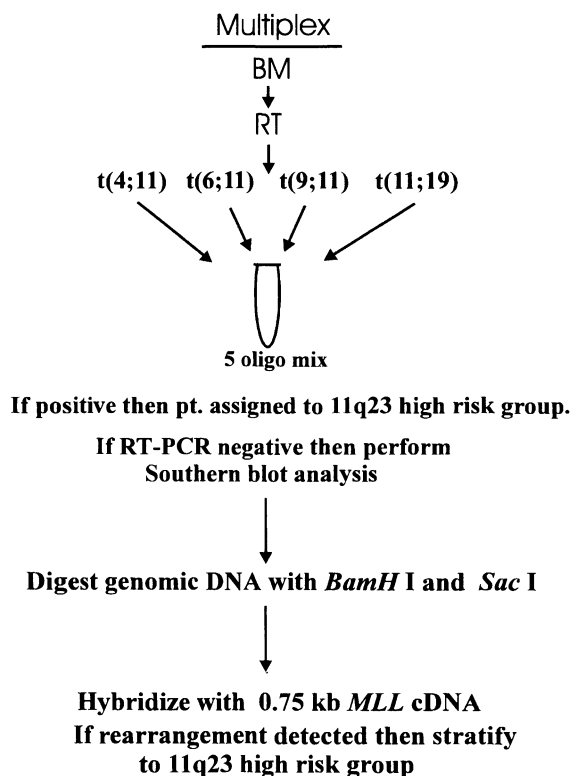 Multiplex
BM
RT
t(4;11) t(6;11) t(9;11) t(11;19)
5 oligo mix
If positive then pt. assigned to 11q23 high risk group.
If RT-PCR negative then perform
Southern blot analysis
Digest genomic DNA with BamH I and Sac I
Hybridize with 0.75 kb MLL cDNA
If rearrangement detected then stratify
to 11q23 high risk group